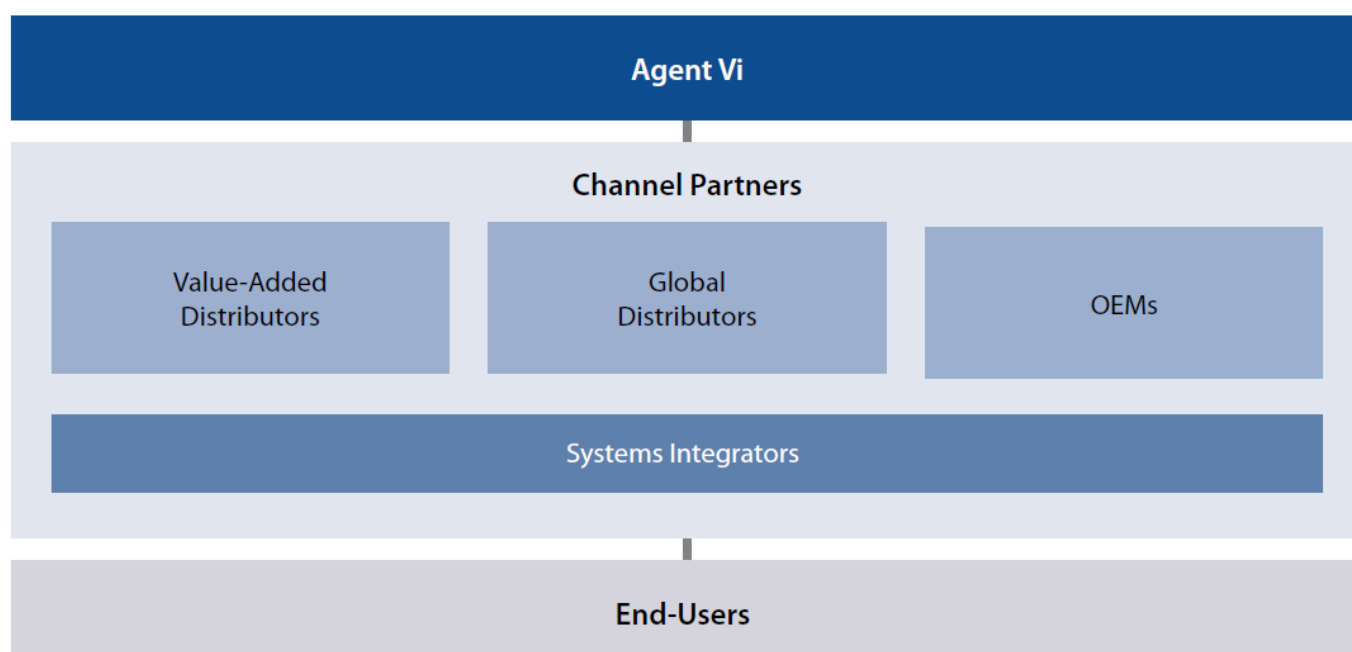 Agent Vi
Channel Partners
Value-Added
Distributors
Global
Distributors
OEMs
Systems Integrators
End-Users